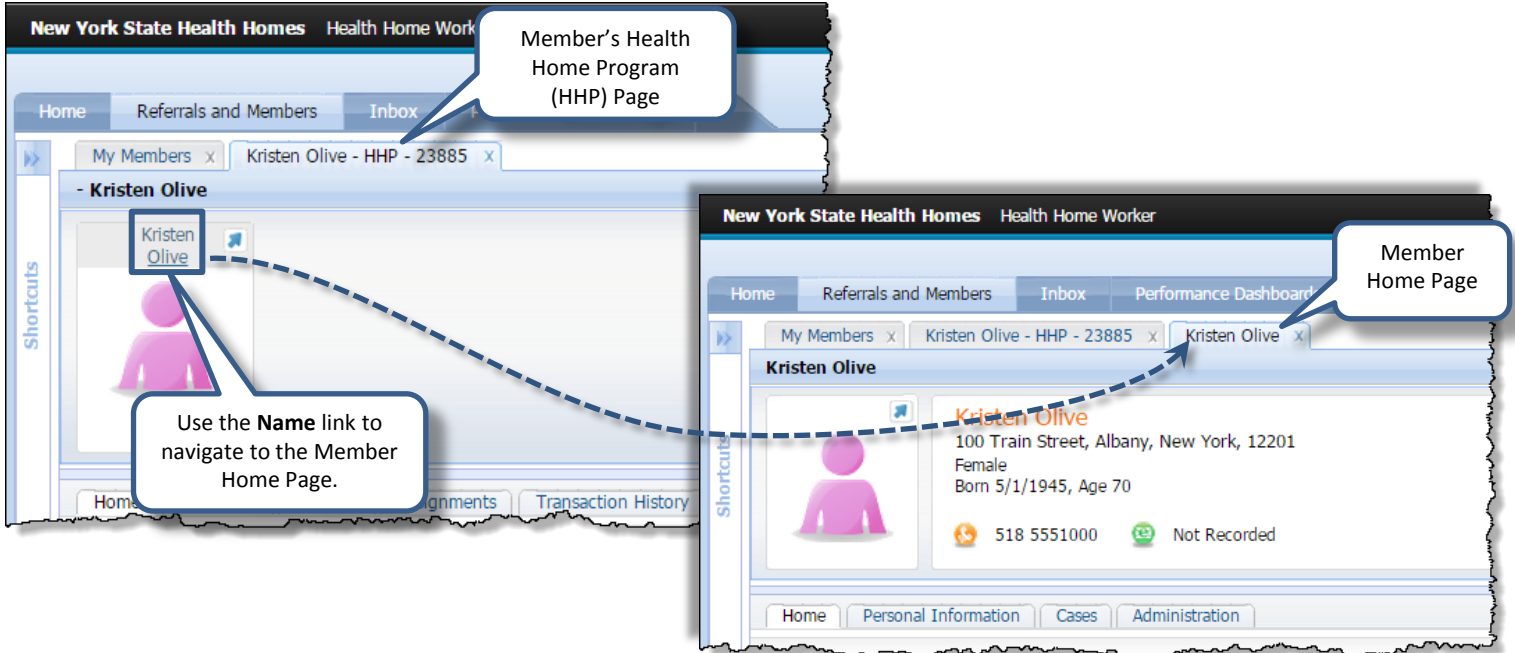 New York State Health Homes Health Home Work
Member's Health
Home Program
(HHP) Page
Home Referrals and Members Inbox
My Members x Kristen Olive - HHP - 23885 x
- Kristen Olive
Kristen
Olive
Shortcuts
Use the Name link to
navigate to the Member
Home Page.
Home gnments Transaction History
New York State Health Homes Health Home Worker
Member
Home Page
Home Referrals and Members Inbox Performance Dashboard
My Members x Kristen Olive - HHP - 23885 x Kristen Olive x
Kristen Olive
Kristen Olive
100 Train Street, Albany, New York, 12201
Female
Born 5/1/1945, Age 70
518 5551000 Not Recorded
Shortcuts
Home Personal Information Cases Administration